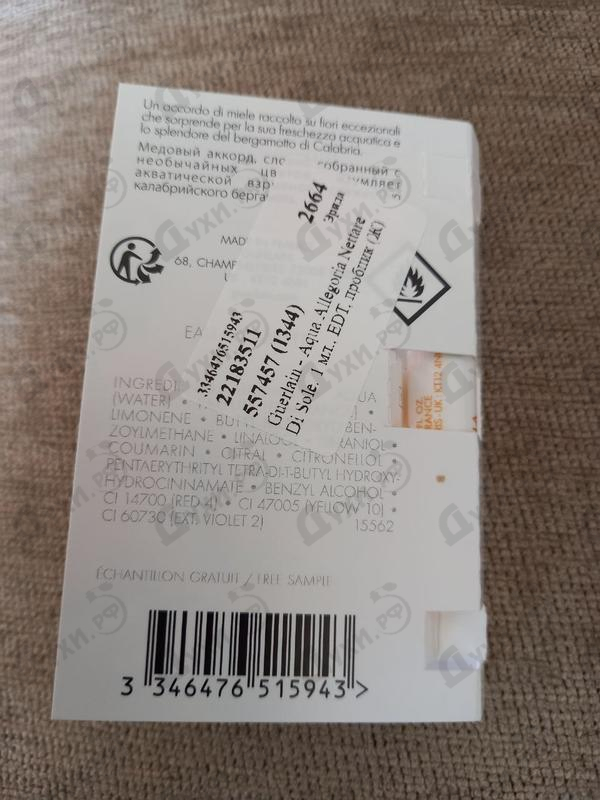 Un accordo di miele raccolto su fiori eccezionali
che sorprende per la sua freschezza acquatica e
lo splendore del bergamotto di Calabria.
Медовый аккорд, собранный с
необычайных
акватической
калабрийского
2664
Эрида
3346476515943
22183511
557457 (1344)
Guerlain - Aqua Allegoria Nettare
Di Sole, 1 мл., EDT, пробник (Ж)
68,
(WATER) •
LIMONENE •
ZOYLMETHANE •
COUMARIN • CITRAL • CITRONELLOL •
PENTAERYTHRITYL TETRA-DI-T-BUTYL HYDROXY-
HYDROCINNAMATE • BENZYL ALCOHOL •
CI 14700 (RED 4) • CI 47005 (YELLOW 10) •
CI 60730 (EXT. VIOLET 2) 15562
ÉCHANTILLON GRATUIT / FREE SAMPLE
3 346476 515943 >
ДУХИ.РФ